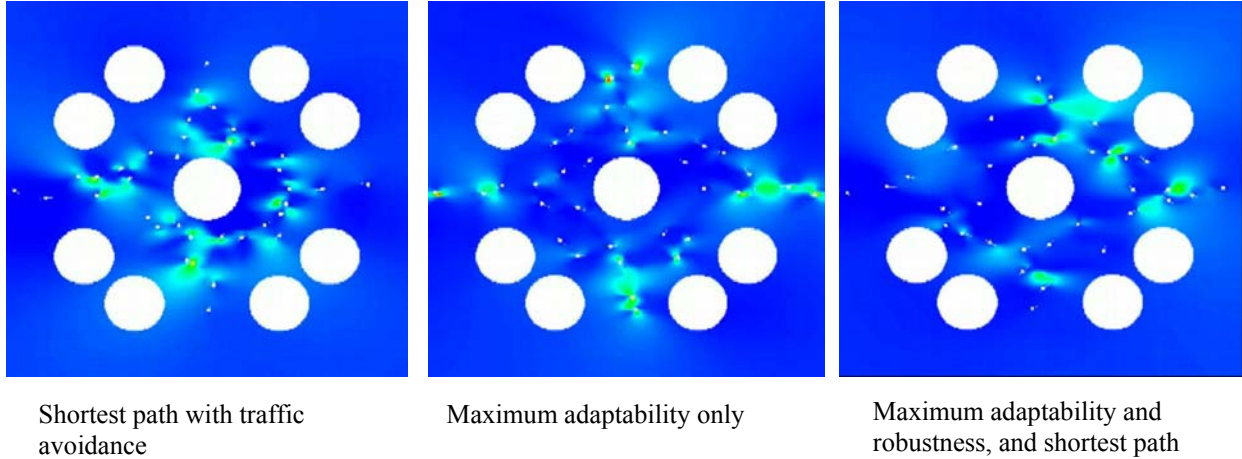 Shortest path with traffic
avoidance
Maximum adaptability only
Maximum adaptability and
robustness, and shortest path